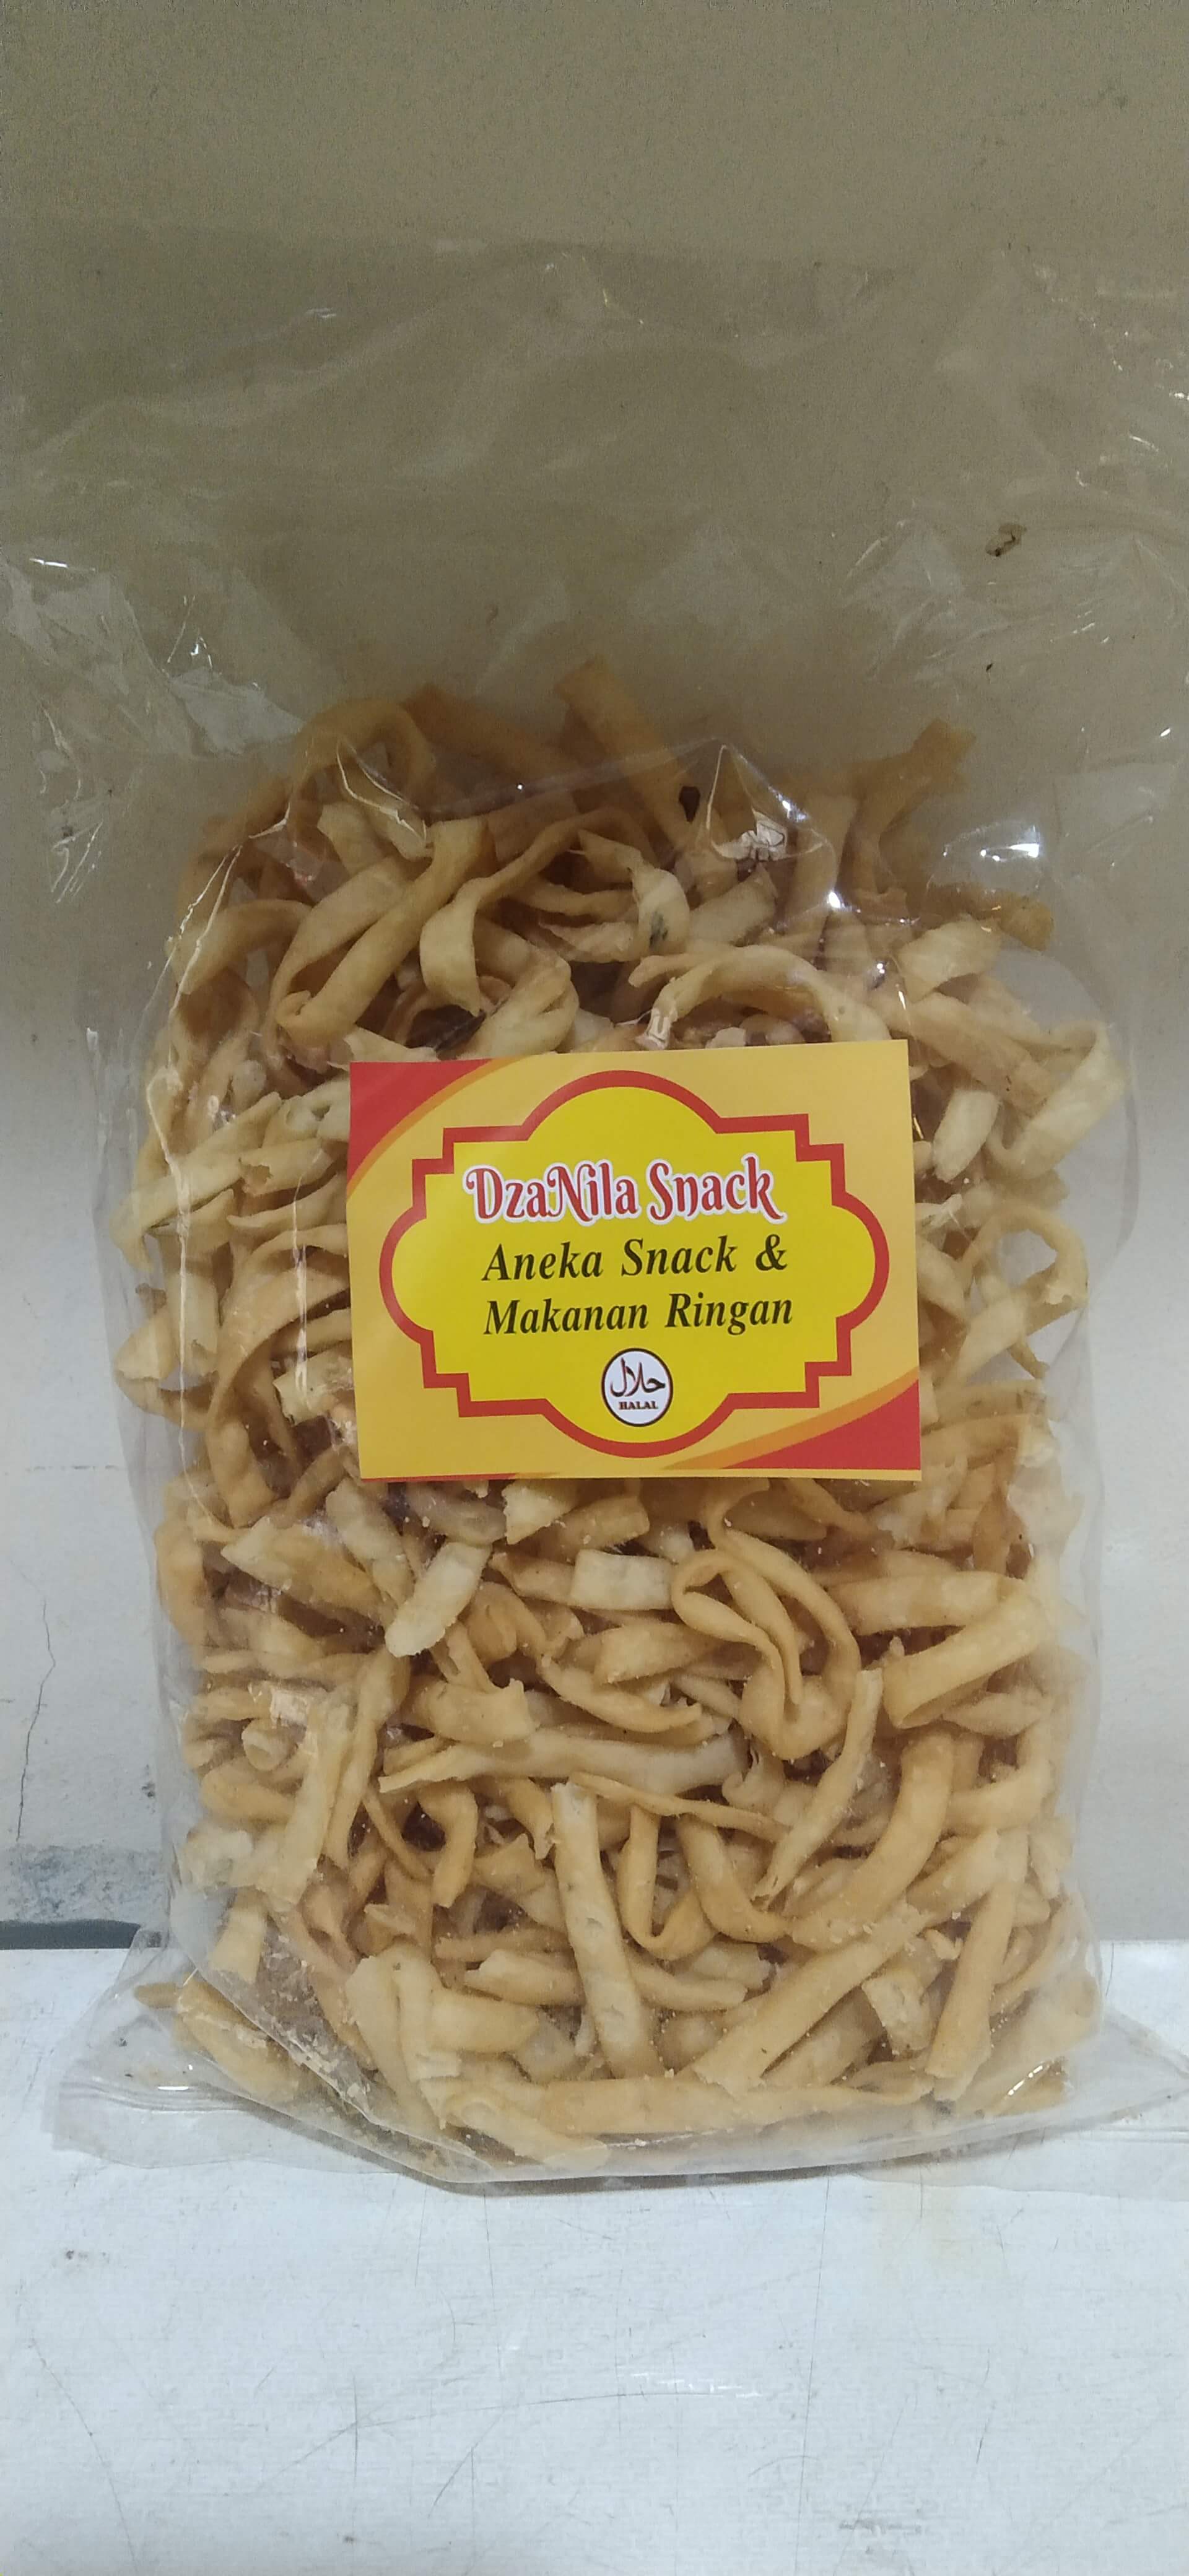 DzaNila Snack
Aneka Snack &
Makanan Ringan
حلال
HALAL